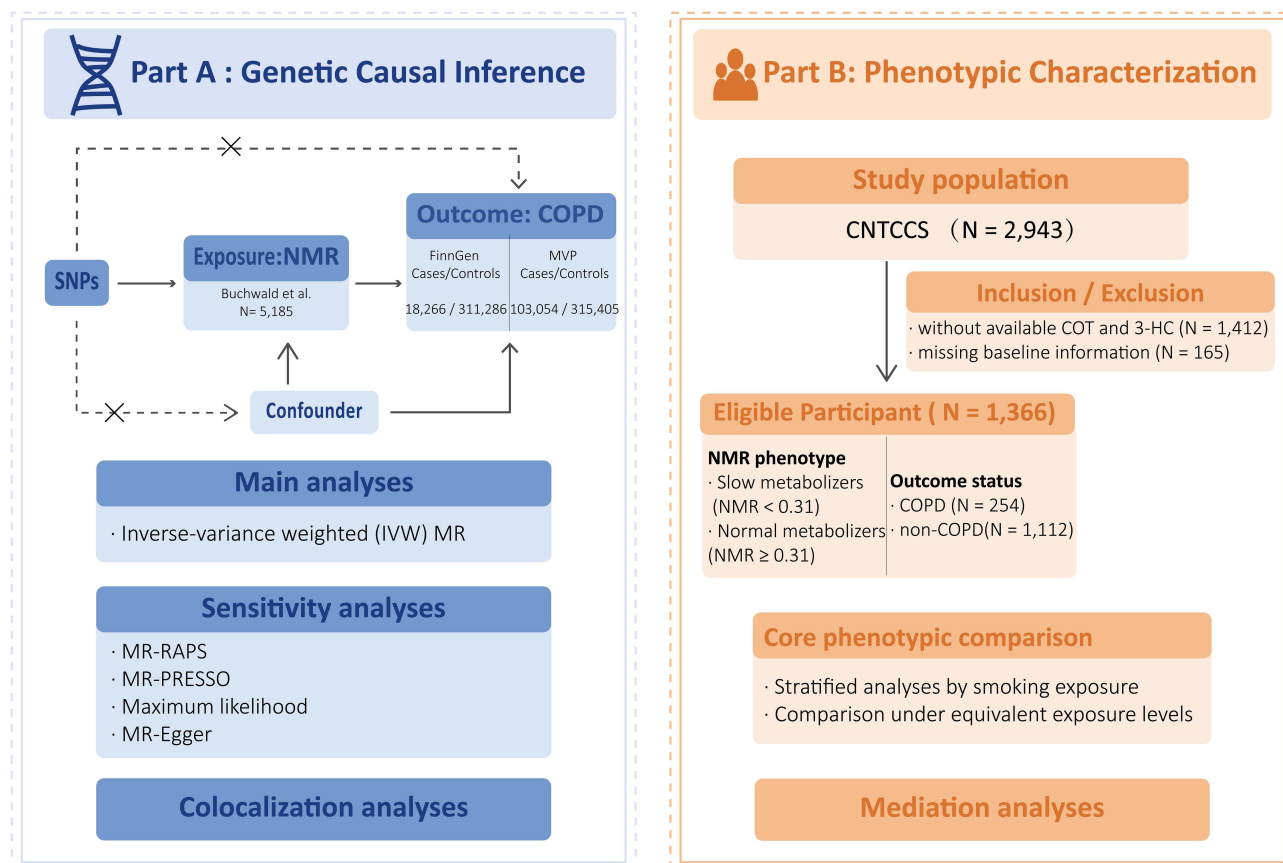 Part A : Genetic Causal Inference
SNPs
Exposure:NMR
Buchwald et al.
N= 5,185
Outcome: COPD
FinnGen
Cases/Controls
18,266 / 311,286
MVP
Cases/Controls
103,054 / 315,405
Confounder
Main analyses
· Inverse-variance weighted (IVW) MR
Sensitivity analyses
· MR-RAPS
· MR-PRESSO
· Maximum likelihood
· MR-Egger
Colocalization analyses
Part B: Phenotypic Characterization
Study population
CNTCCS （N = 2,943）
Inclusion / Exclusion
· without available COT and 3-HC (N = 1,412)
· missing baseline information (N = 165)
Eligible Participant ( N = 1,366)
NMR phenotype
· Slow metabolizers
(NMR < 0.31)
· Normal metabolizers
(NMR ≥ 0.31)
Outcome status
· COPD (N = 254)
· non-COPD(N = 1,112)
Core phenotypic comparison
· Stratified analyses by smoking exposure
· Comparison under equivalent exposure levels
Mediation analyses